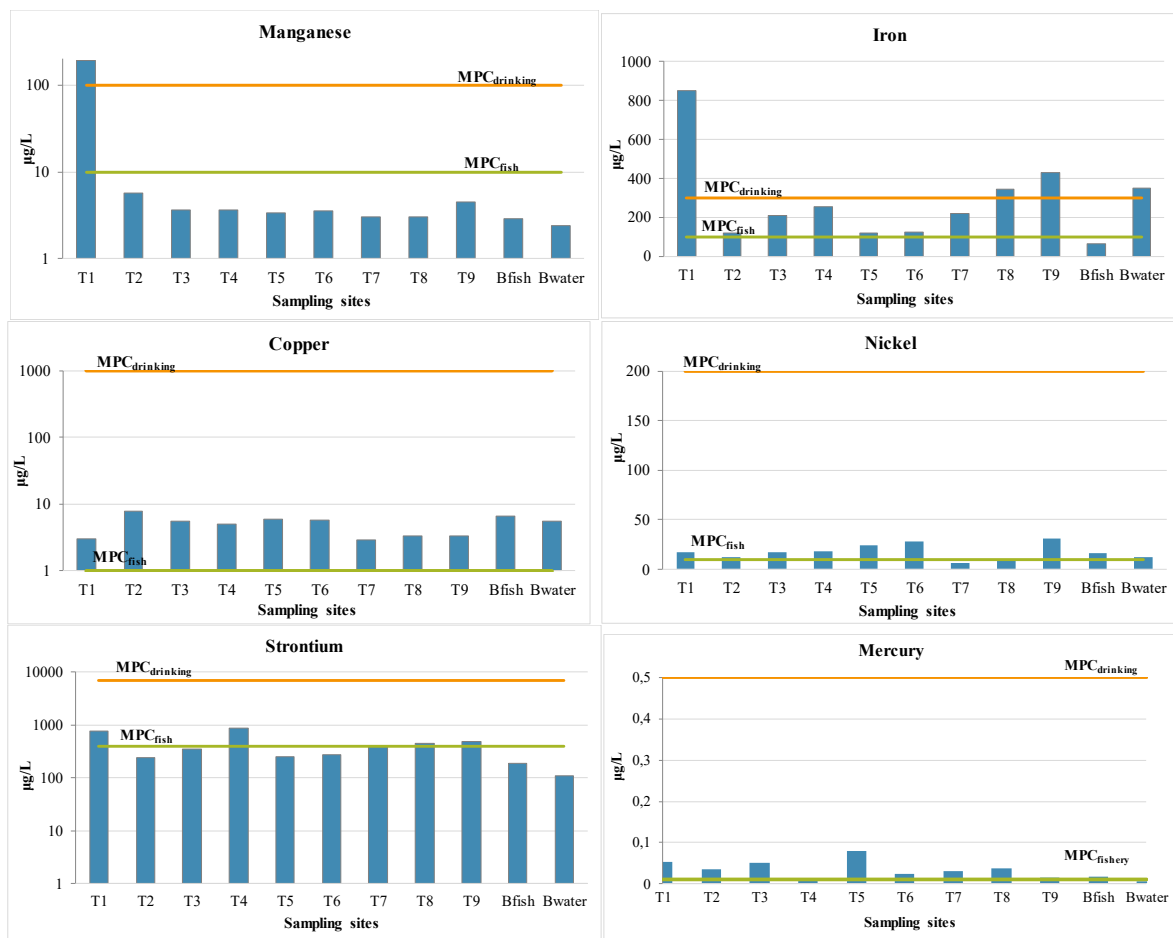 Manganese
MPCdrinking
100
µg/L
MPCfish
10
1
T1 T2 T3 T4 T5 T6 T7 T8 T9 Bfish Bwater
Sampling sites
Iron
1000
800
µg/L
600
400
MPCdrinking
200
MPCfish
0
T1 T2 T3 T4 T5 T6 T7 T8 T9 Bfish Bwater
Sampling sites
Copper
MPCdrinking
1000
µg/L
100
10
MPCfish
1
T1 T2 T3 T4 T5 T6 T7 T8 T9 Bfish Bwater
Sampling sites
Nickel
200
MPCdrinking
150
µg/L
100
50
MPCfish
0
T1 T2 T3 T4 T5 T6 T7 T8 T9 Bfish Bwater
Sampling sites
Strontium
10000
MPCdrinking
1000
MPCfish
µg/L
100
10
1
T1 T2 T3 T4 T5 T6 T7 T8 T9 Bfish Bwater
Sampling sites
Mercury
MPCdrinking
0,5
0,4
µg/L
0,3
0,2
0,1
MPCfishery
0
T1 T2 T3 T4 T5 T6 T7 T8 T9 Bfish Bwater
Sampling sites